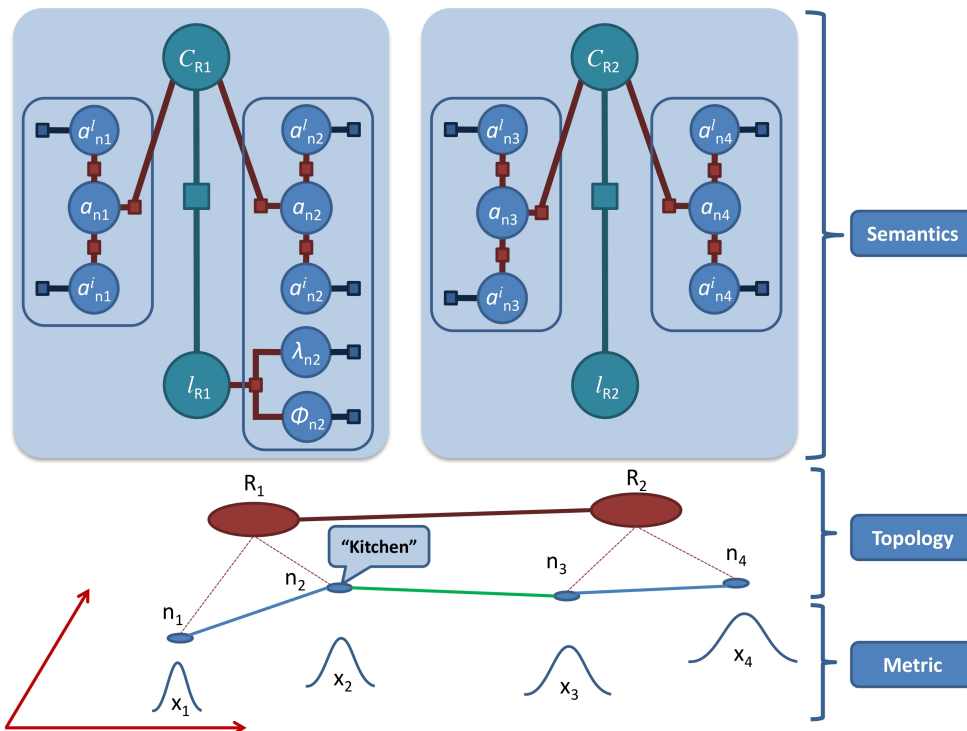 C_R1
C_R2
a^l_n1
a^l_n2
a^l_n3
a^l_n4
a_n1
a_n2
a_n3
a_n4
Semantics
a^i_n1
a^i_n2
a^i_n3
a^i_n4
λ_n2
l_R1
l_R2
Φ_n2
R_1
R_2
Topology
"Kitchen"
n_1
n_2
n_3
n_4
Metric
x_1
x_2
x_3
x_4